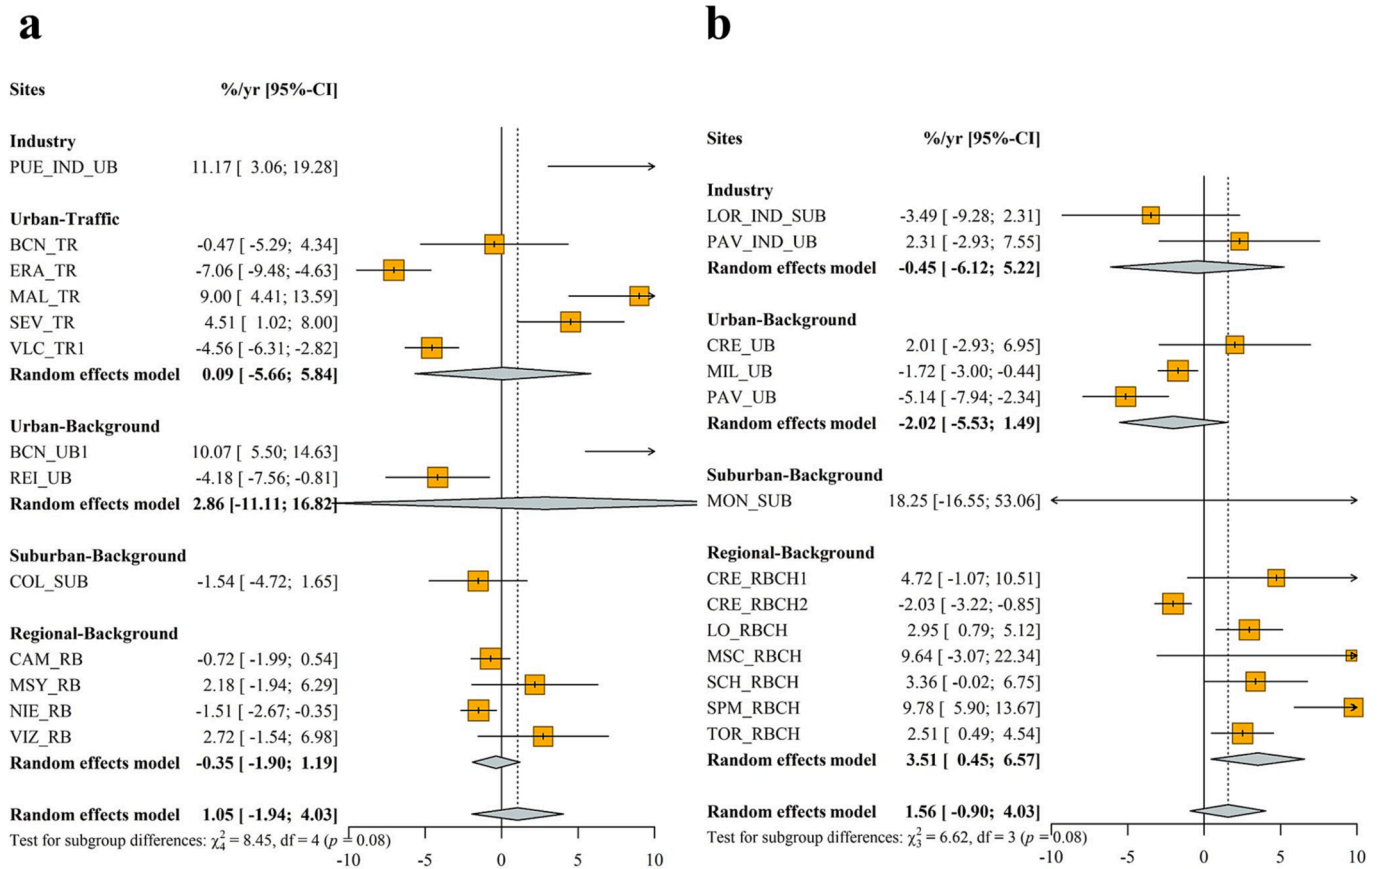 a
Sites %/yr [95%-CI]
Industry
PUE_IND_UB 11.17 [ 3.06; 19.28]
Urban-Traffic
BCN_TR -0.47 [ -5.29; 4.34]
ERA_TR -7.06 [ -9.48; -4.63]
MAL_TR 9.00 [ 4.41; 13.59]
SEV_TR 4.51 [ 1.02; 8.00]
VLC_TR1 -4.56 [ -6.31; -2.82]
Random effects model 0.09 [ -5.66; 5.84]
Urban-Background
BCN_UB1 10.07 [ 5.50; 14.63]
REI_UB -4.18 [ -7.56; -0.81]
Random effects model 2.86 [-11.11; 16.82]
Suburban-Background
COL_SUB -1.54 [ -4.72; 1.65]
Regional-Background
CAM_RB -0.72 [ -1.99; 0.54]
MSY_RB 2.18 [ -1.94; 6.29]
NIE_RB -1.51 [ -2.67; -0.35]
VIZ_RB 2.72 [ -1.54; 6.98]
Random effects model -0.35 [ -1.90; 1.19]
Random effects model 1.05 [ -1.94; 4.03]
Test for subgroup differences: χ²₄ = 8.45, df = 4 (p = 0.08)
-10 -5 0 5 10
b
Sites %/yr [95%-CI]
Industry
LOR_IND_SUB -3.49 [ -9.28; 2.31]
PAV_IND_UB 2.31 [ -2.93; 7.55]
Random effects model -0.45 [ -6.12; 5.22]
Urban-Background
CRE_UB 2.01 [ -2.93; 6.95]
MIL_UB -1.72 [ -3.00; -0.44]
PAV_UB -5.14 [ -7.94; -2.34]
Random effects model -2.02 [ -5.53; 1.49]
Suburban-Background
MON_SUB 18.25 [-16.55; 53.06]
Regional-Background
CRE_RBCH1 4.72 [ -1.07; 10.51]
CRE_RBCH2 -2.03 [ -3.22; -0.85]
LO_RBCH 2.95 [ 0.79; 5.12]
MSC_RBCH 9.64 [ -3.07; 22.34]
SCH_RBCH 3.36 [ -0.02; 6.75]
SPM_RBCH 9.78 [ 5.90; 13.67]
TOR_RBCH 2.51 [ 0.49; 4.54]
Random effects model 3.51 [ 0.45; 6.57]
Random effects model 1.56 [ -0.90; 4.03]
Test for subgroup differences: χ²₃ = 6.62, df = 3 (p = 0.08)
-10 -5 0 5 10